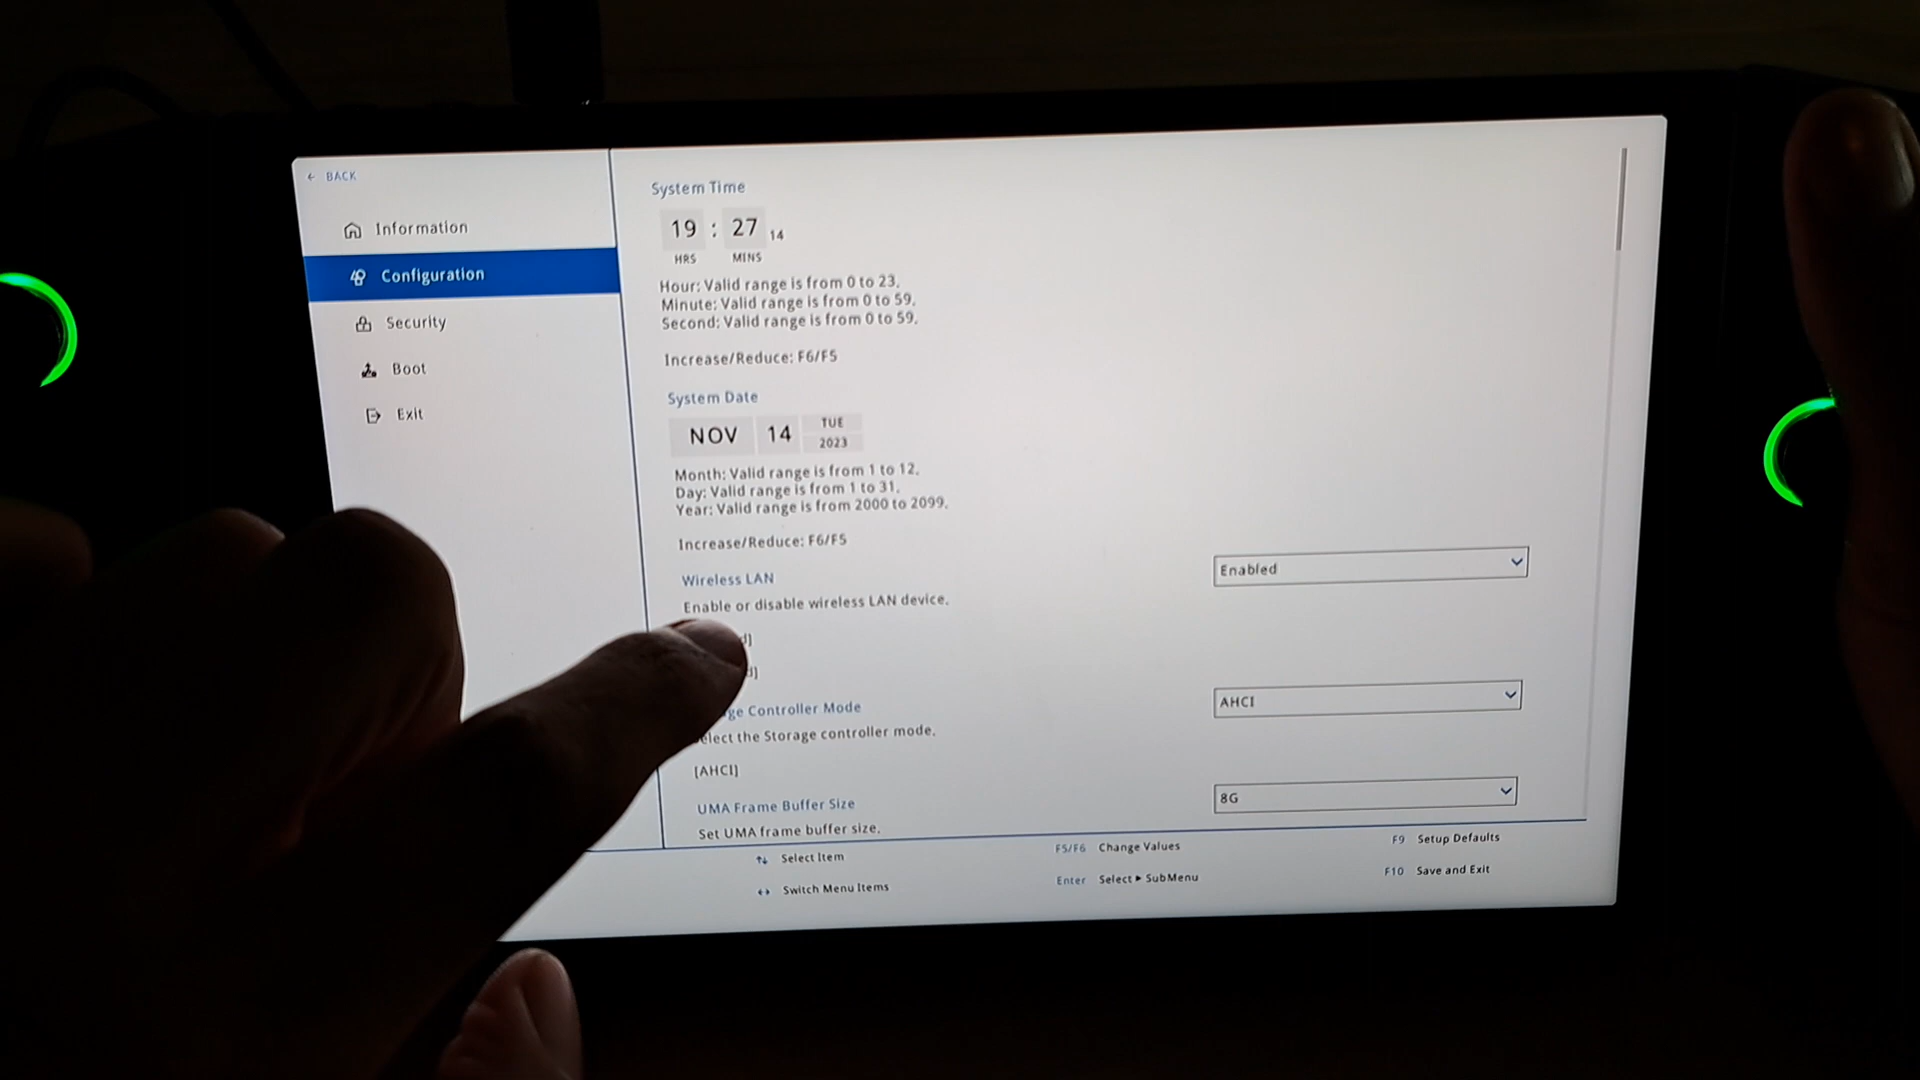 ← BACK
Information
Configuration
Security
Boot
Exit
System Time
19 : 27 14
HRS MINS
Hour: Valid range is from 0 to 23.
Minute: Valid range is from 0 to 59.
Second: Valid range is from 0 to 59.
Increase/Reduce: F6/F5
System Date
NOV 14 TUE
2023
Month: Valid range is from 1 to 12.
Day: Valid range is from 1 to 31.
Year: Valid range is from 2000 to 2099.
Increase/Reduce: F6/F5
Wireless LAN
Enabled
Enable or disable wireless LAN device.
Controller Mode
AHCI
the Storage controller mode.
[AHCI]
UMA Frame Buffer Size
8G
Set UMA frame buffer size.
↑↓ Select Item
F5/F6 Change Values
F9 Setup Defaults
↔ Switch Menu Items
Enter Select ▸ SubMenu
F10 Save and Exit